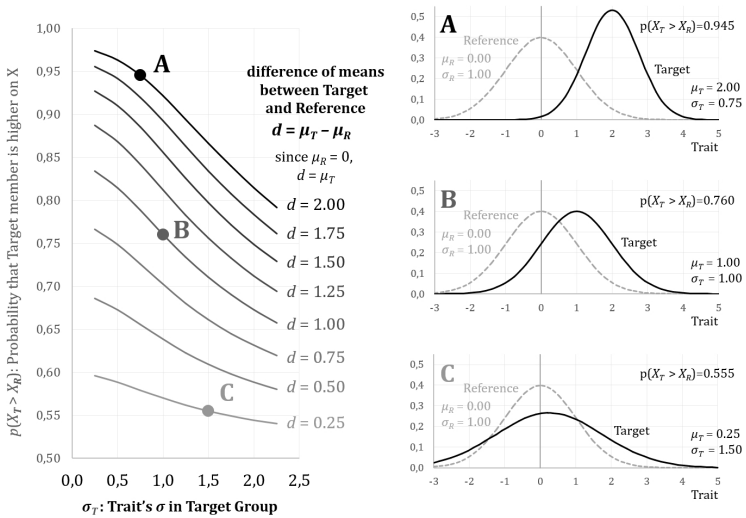 p(X_T > X_R): Probability that Target member is higher on X
1,00
0,95
0,90
0,85
0,80
0,75
0,70
0,65
0,60
0,55
0,50
0,0 0,5 1,0 1,5 2,0 2,5
σ_T: Trait's σ in Target Group
A
B
C
difference of means
between Target
and Reference
d = μ_T − μ_R
since μ_R = 0,
d = μ_T
d = 2.00
d = 1.75
d = 1.50
d = 1.25
d = 1.00
d = 0.75
d = 0.50
d = 0.25
A
0,5
0,4
0,3
0,2
0,1
0,0
Reference
μ_R = 0.00
σ_R = 1.00
p(X_T > X_R)=0.945
Target
μ_T = 2.00
σ_T = 0.75
-3 -2 -1 0 1 2 3 4 5
Trait
B
0,5
0,4
0,3
0,2
0,1
0,0
Reference
μ_R = 0.00
σ_R = 1.00
p(X_T > X_R)=0.760
Target
μ_T = 1.00
σ_T = 1.00
-3 -2 -1 0 1 2 3 4 5
Trait
C
0,5
0,4
0,3
0,2
0,1
0,0
Reference
μ_R = 0.00
σ_R = 1.00
p(X_T > X_R)=0.555
Target
μ_T = 0.25
σ_T = 1.50
-3 -2 -1 0 1 2 3 4 5
Trait